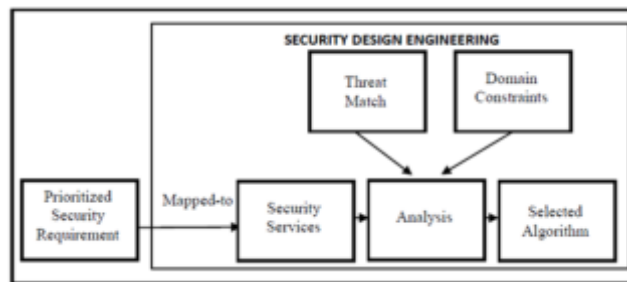 SECURITY DESIGN ENGINEERING
Threat
Match
Domain
Constraints
Prioritized
Security
Requirement
Mapped-to
Security
Services
Analysis
Selected
Algorithm